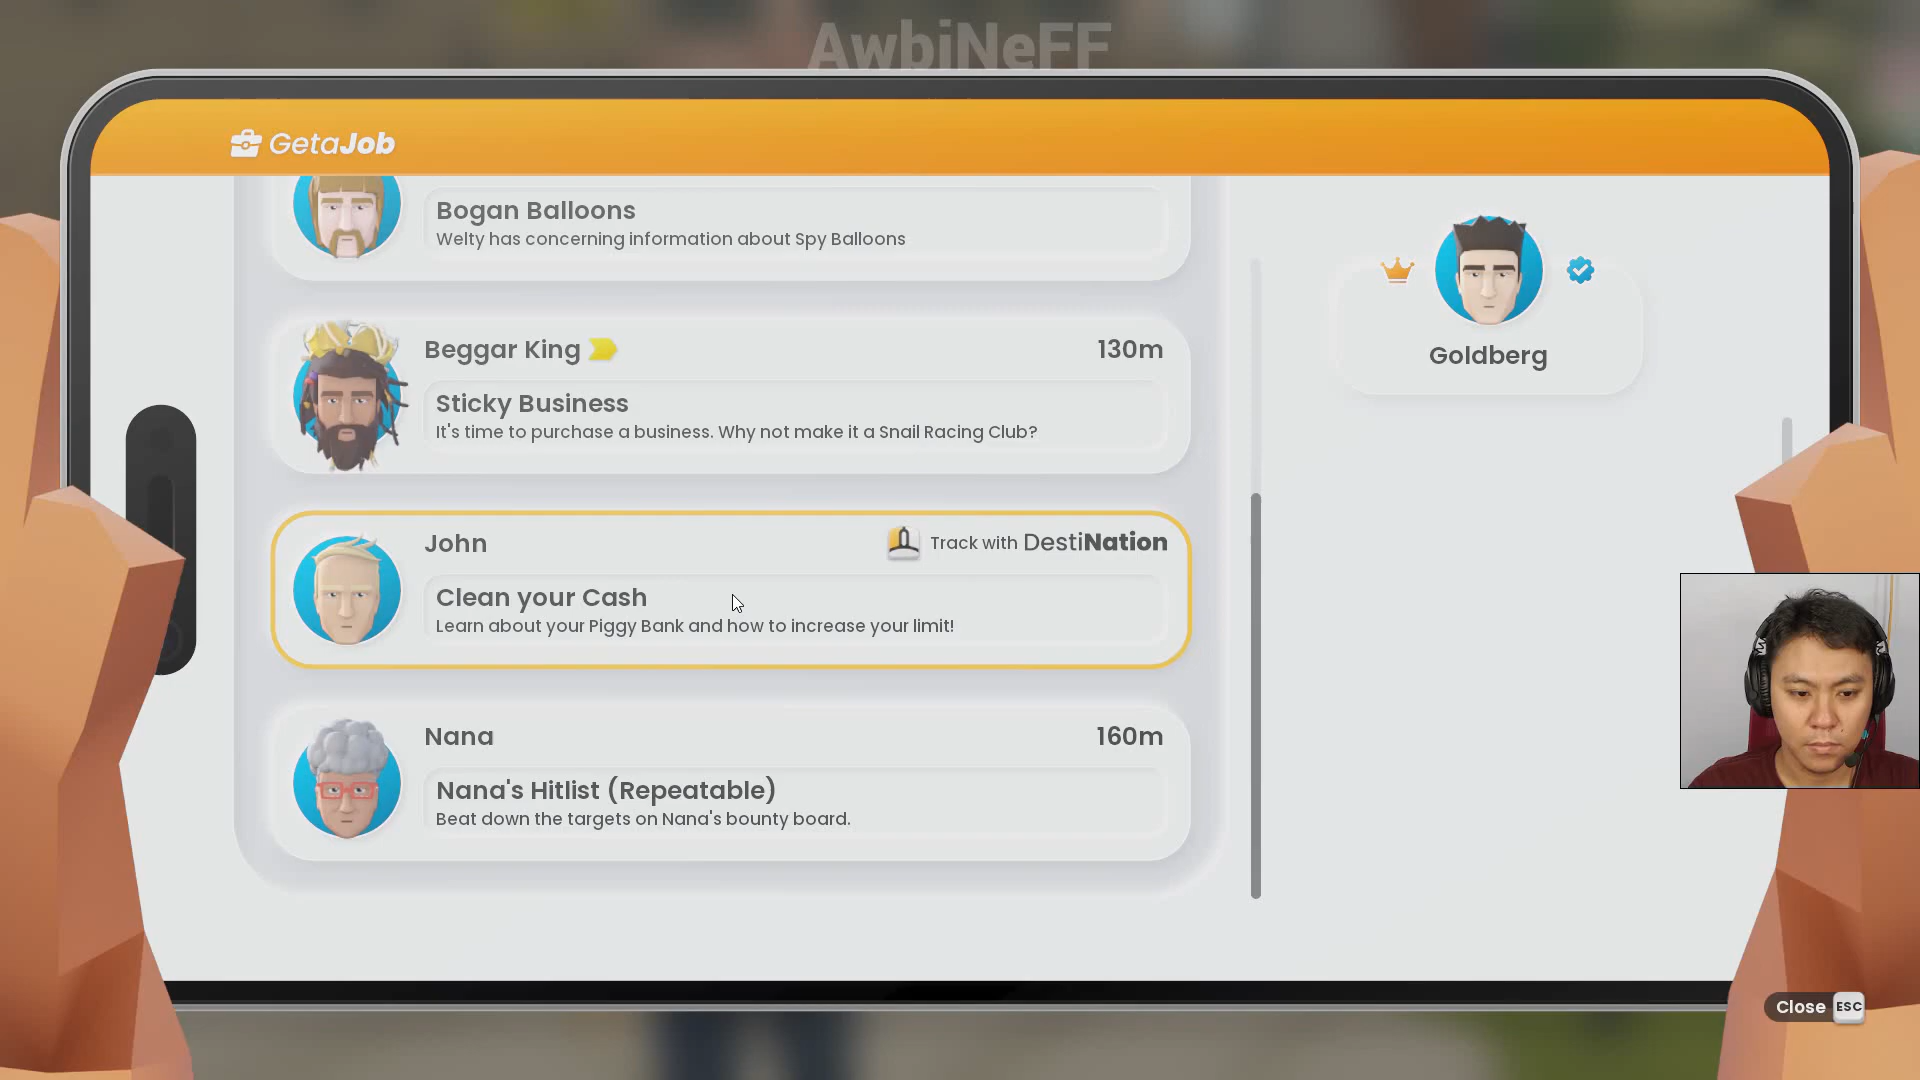 AwbiNeFF
GetaJob
Bogan Balloons
Welty has concerning information about Spy Balloons
Beggar King
130m
Sticky Business
It's time to purchase a business. Why not make it a Snail Racing Club?
John
Track with DestiNation
Clean your Cash
Learn about your Piggy Bank and how to increase your limit!
Nana
160m
Nana's Hitlist (Repeatable)
Beat down the targets on Nana's bounty board.
Goldberg
Close ESC